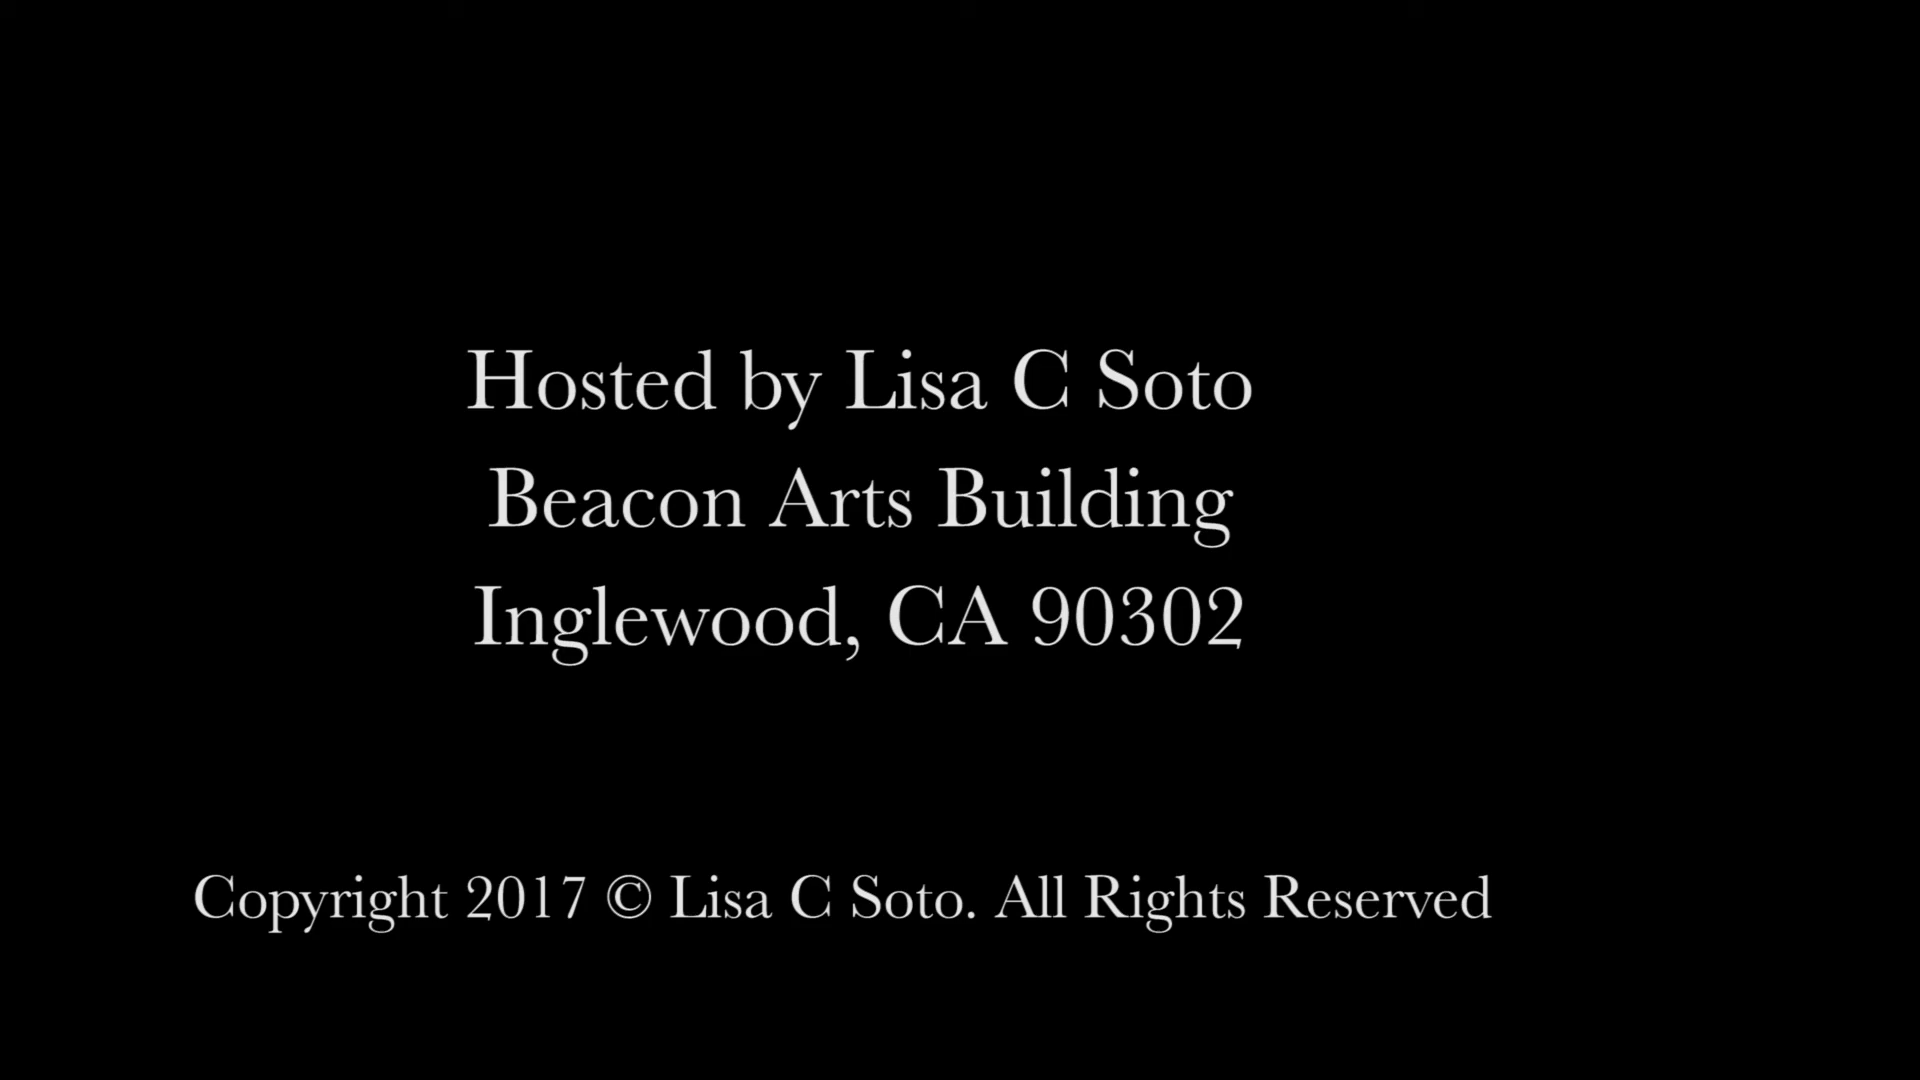 Hosted by Lisa C Soto
Beacon Arts Building
Inglewood, CA 90302
Copyright 2017 © Lisa C Soto. All Rights Reserved